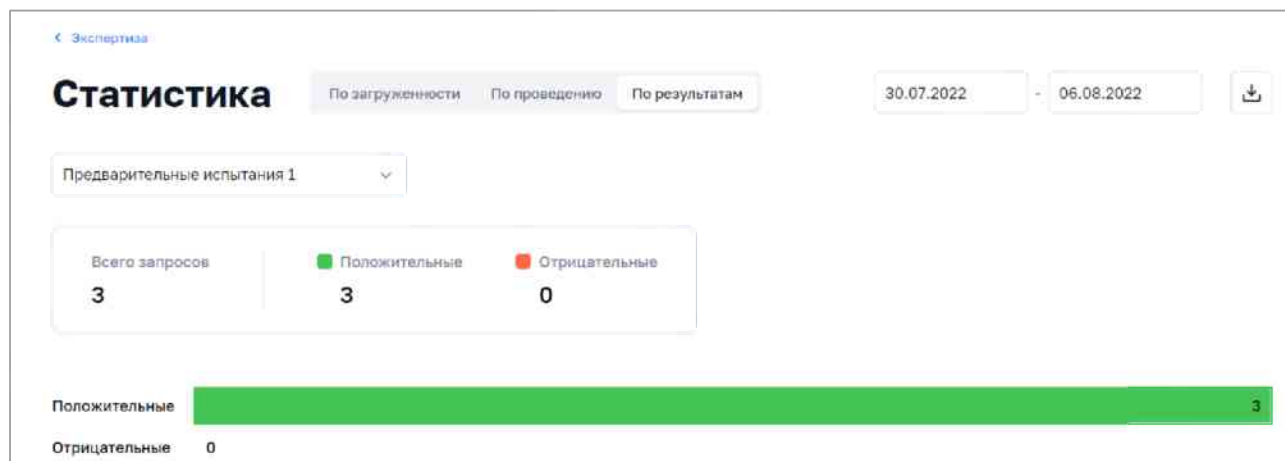 Экспертиза
Статистика
По загруженности По проведению По результатам
30.07.2022 - 06.08.2022
Предварительные испытания 1
Всего запросов Положительные Отрицательные
3 3 0
Положительные 3
Отрицательные 0